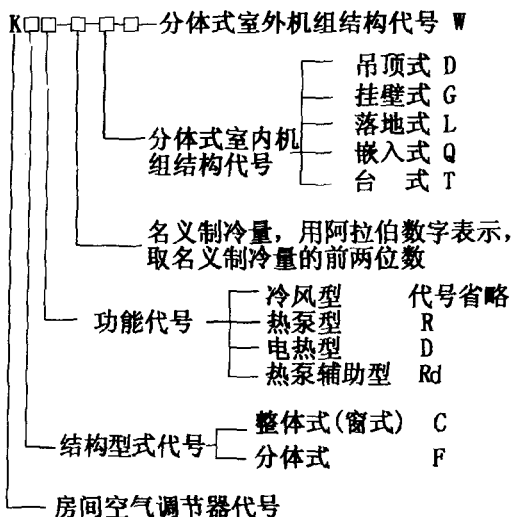 K□□-□-□-□-分体式室外机组结构代号 W
吊顶式 D
挂壁式 G
落地式 L
嵌入式 Q
台 式 T
分体式室内机
组结构代号
名义制冷量，用阿拉伯数字表示，
取名义制冷量的前两位数
功能代号
冷风型 代号省略
热泵型 R
电热型 D
热泵辅助型 Rd
结构型式代号
整体式(窗式) C
分体式 F
房间空气调节器代号